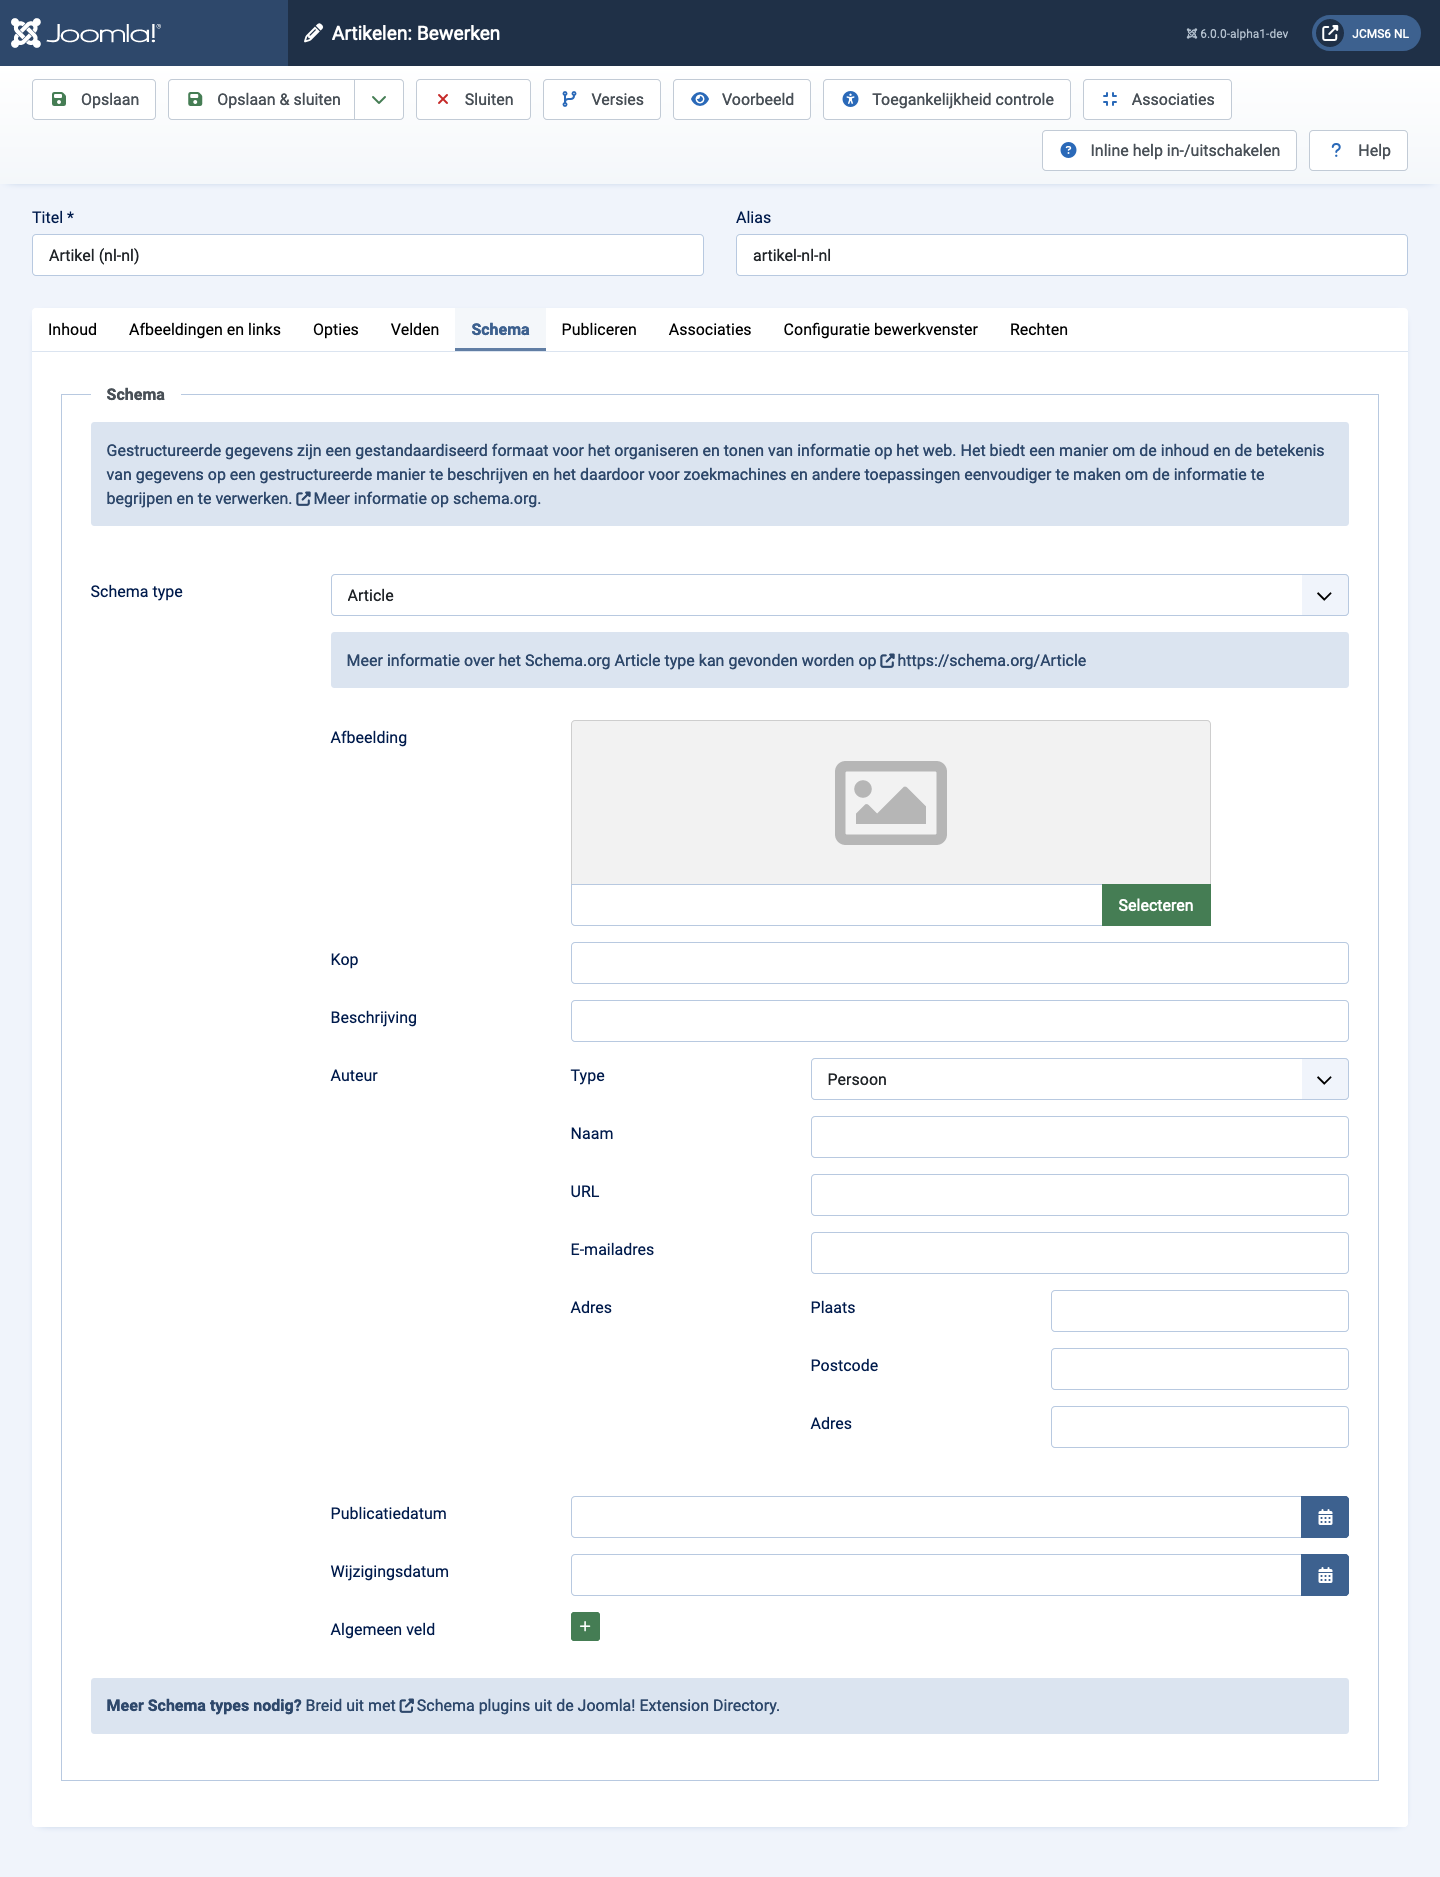 Joomla!®
Artikelen: Bewerken
6.0.0-alpha1-dev
JCMS6 NL
Opslaan
Opslaan & sluiten
Sluiten
Versies
Voorbeeld
Toegankelijkheid controle
Associaties
Inline help in-/uitschakelen
Help
Titel *
Alias
Artikel (nl-nl)
artikel-nl-nl
Inhoud
Afbeeldingen en links
Opties
Velden
Schema
Publiceren
Associaties
Configuratie bewerkvenster
Rechten
Schema
Gestructureerde gegevens zijn een gestandaardiseerd formaat voor het organiseren en tonen van informatie op het web. Het biedt een manier om de inhoud en de betekenis
van gegevens op een gestructureerde manier te beschrijven en het daardoor voor zoekmachines en andere toepassingen eenvoudiger te maken om de informatie te
begrijpen en te verwerken. Meer informatie op schema.org.
Schema type
Article
Meer informatie over het Schema.org Article type kan gevonden worden op https://schema.org/Article
Afbeelding
Selecteren
Kop
Beschrijving
Auteur
Type
Persoon
Naam
URL
E-mailadres
Adres
Plaats
Postcode
Adres
Publicatiedatum
Wijzigingsdatum
Algemeen veld
Meer Schema types nodig? Breid uit met Schema plugins uit de Joomla! Extension Directory.